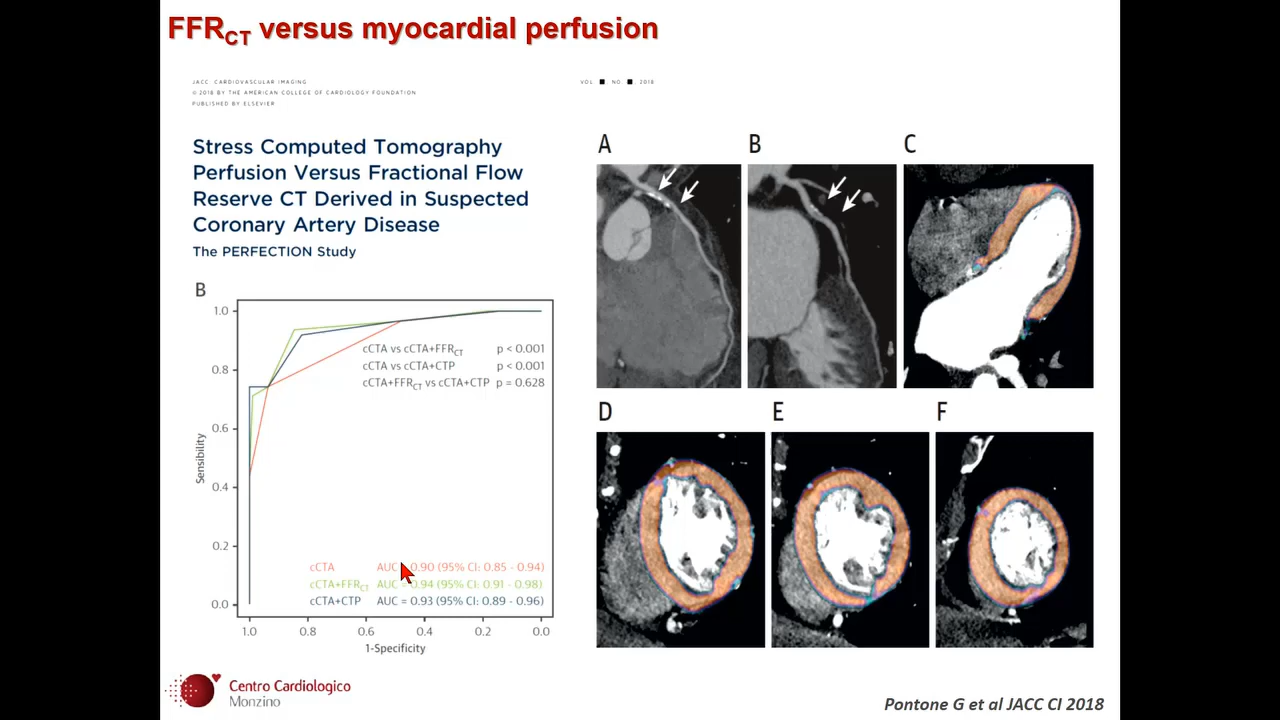 FFRCT versus myocardial perfusion
JACC: CARDIOVASCULAR IMAGING
VOL. ■, NO. ■, 2018
© 2018 BY THE AMERICAN COLLEGE OF CARDIOLOGY FOUNDATION
PUBLISHED BY ELSEVIER
Stress Computed Tomography
Perfusion Versus Fractional Flow
Reserve CT Derived in Suspected
Coronary Artery Disease
The PERFECTION Study
B
1.0
0.8
0.6
0.4
0.2
0.0
Sensibility
cCTA vs cCTA+FFRCT p < 0.001
cCTA vs cCTA+CTP p < 0.001
cCTA+FFRCT vs cCTA+CTP p = 0.628
cCTA AUC = 0.90 (95% CI: 0.85 - 0.94)
cCTA+FFRCT AUC = 0.94 (95% CI: 0.91 - 0.98)
cCTA+CTP AUC = 0.93 (95% CI: 0.89 - 0.96)
1.0 0.8 0.6 0.4 0.2 0.0
1-Specificity
A B C
D E F
Centro Cardiologico
Monzino
Pontone G et al JACC CI 2018